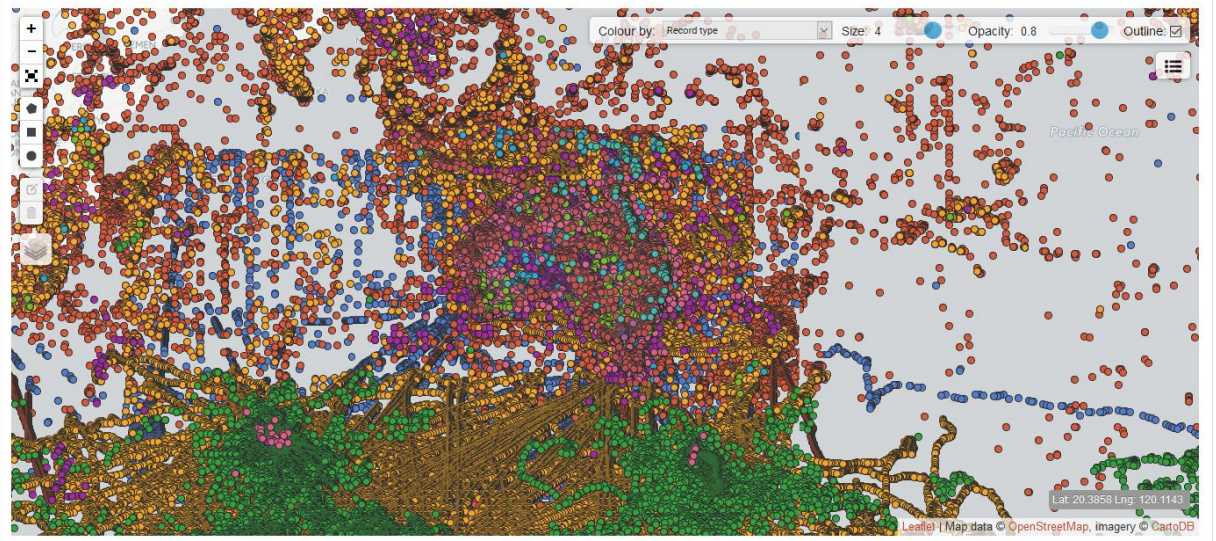 +
−
Colour by: Record type Size: 4 Opacity: 0.8 Outline:
YEMEN
Pacific Ocean
Lat: 20.3858 Lng: 120.1143
Leaflet | Map data © OpenStreetMap, imagery © CartoDB